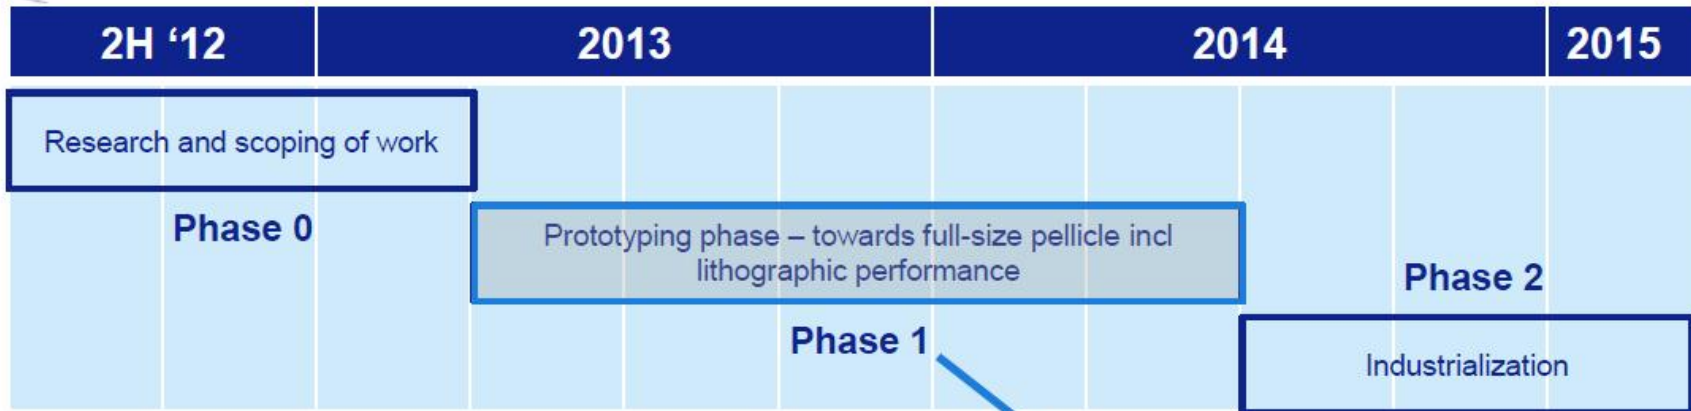 2H ‘12 2013 2014 2015
Research and scoping of work
Phase 0
Prototyping phase – towards full-size pellicle incl
lithographic performance
Phase 1
Phase 2
Industrialization